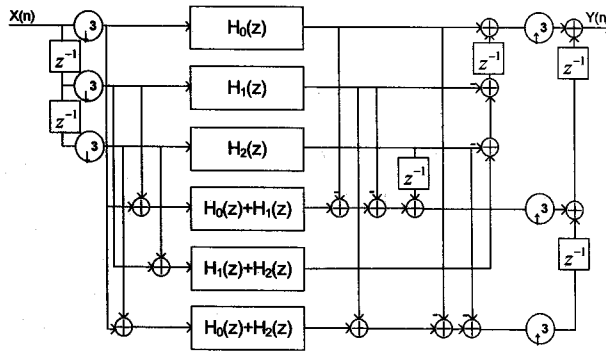 X(n) 3 H₀(z) 3 Y(n)
z⁻¹ z⁻¹ z⁻¹
3 H₁(z)
z⁻¹
3 H₂(z)
z⁻¹
H₀(z)+H₁(z) 3
z⁻¹
H₁(z)+H₂(z)
H₀(z)+H₂(z) 3